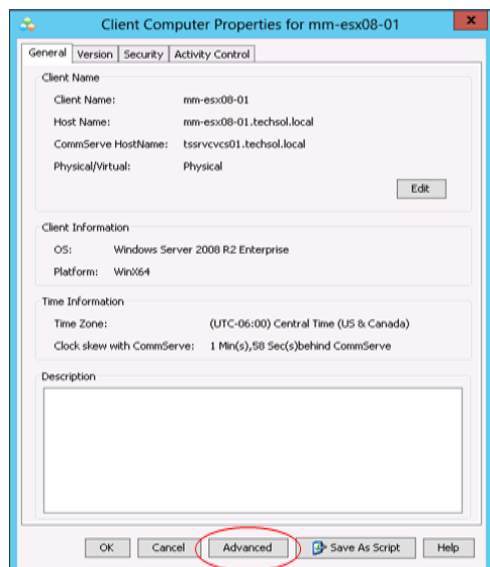 Client Computer Properties for mm-esx08-01
x
General Version Security Activity Control
Client Name
Client Name: mm-esx08-01
Host Name: mm-esx08-01.techsol.local
CommServe HostName: tssrvcvcs01.techsol.local
Physical/Virtual: Physical
Edit
Client Information
OS: Windows Server 2008 R2 Enterprise
Platform: WinX64
Time Information
Time Zone: (UTC-06:00) Central Time (US & Canada)
Clock skew with CommServe: 1 Min(s),58 Sec(s)behind CommServe
Description
OK Cancel Advanced Save As Script Help